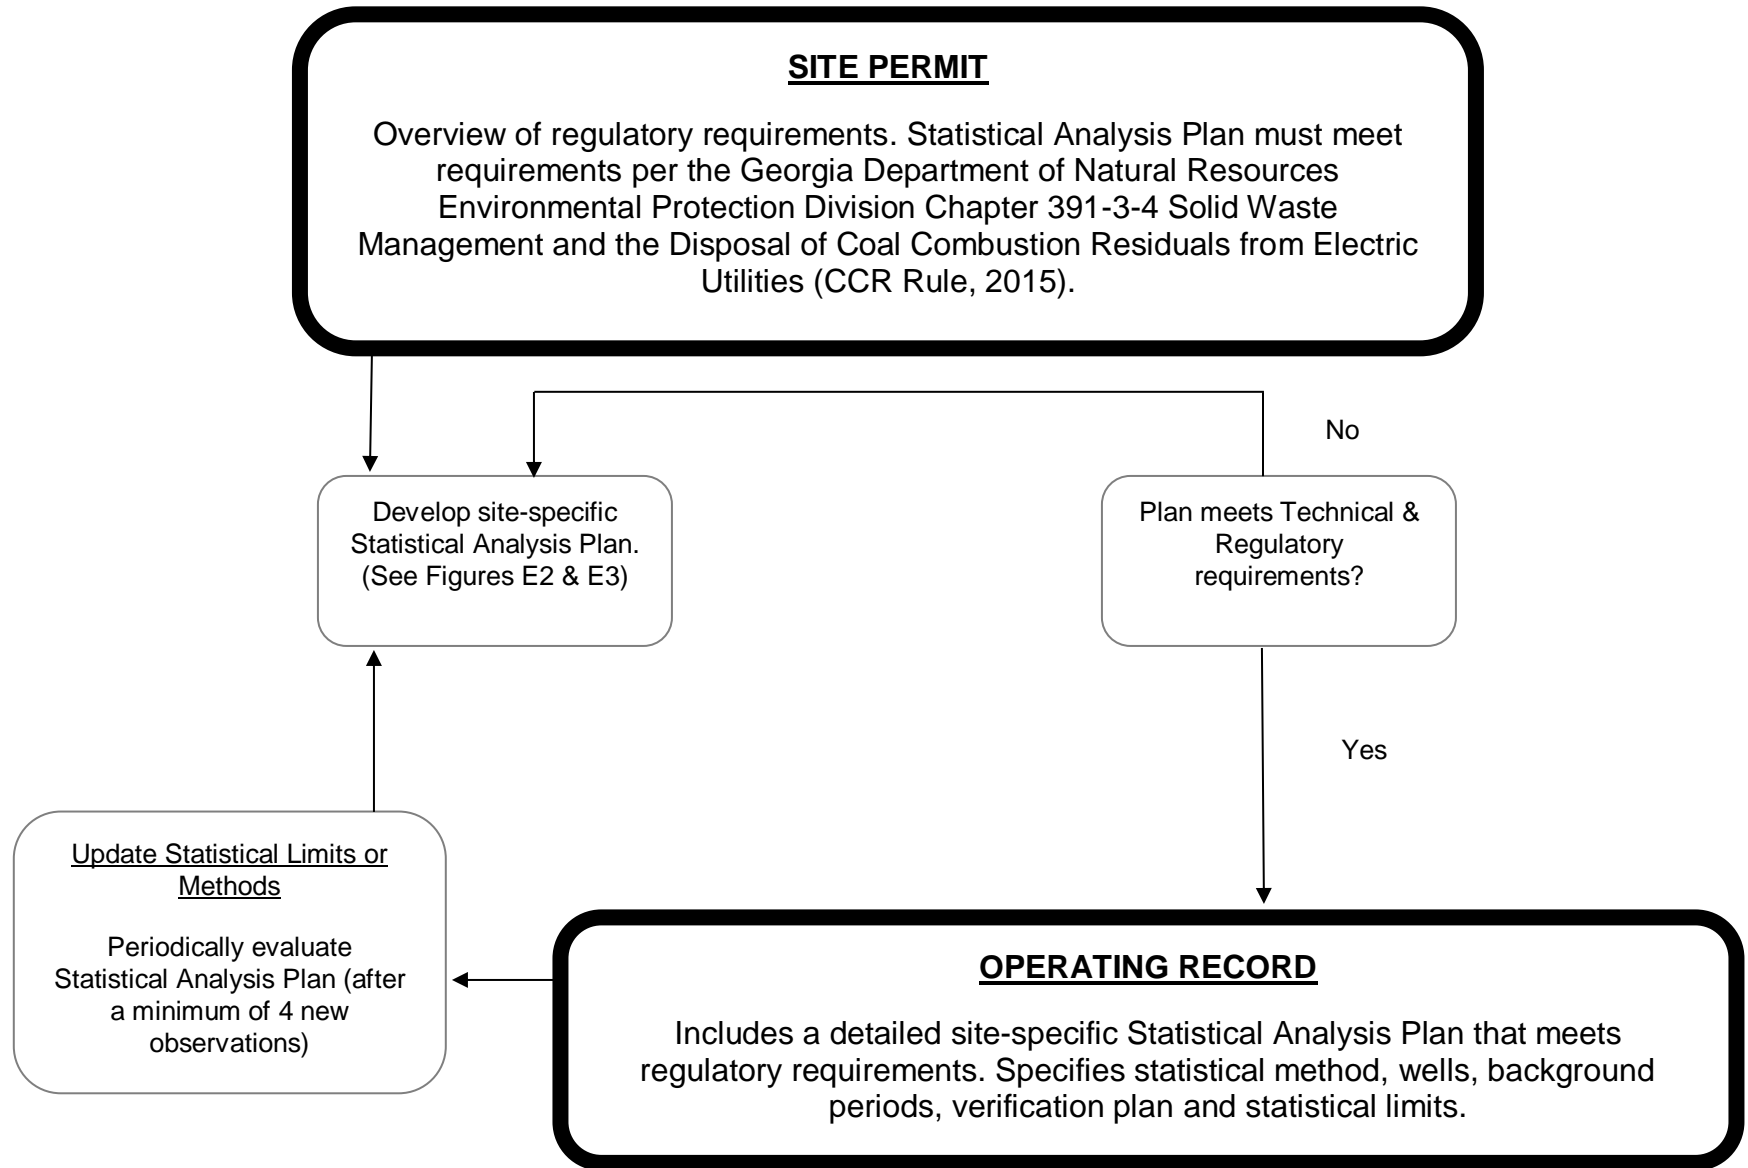 SITE PERMIT
Overview of regulatory requirements. Statistical Analysis Plan must meet
requirements per the Georgia Department of Natural Resources
Environmental Protection Division Chapter 391-3-4 Solid Waste
Management and the Disposal of Coal Combustion Residuals from Electric
Utilities (CCR Rule, 2015).
No
Develop site-specific
Statistical Analysis Plan.
(See Figures E2 & E3)
Plan meets Technical &
Regulatory
requirements?
Yes
Update Statistical Limits or
Methods
Periodically evaluate
Statistical Analysis Plan (after
a minimum of 4 new
observations)
OPERATING RECORD
Includes a detailed site-specific Statistical Analysis Plan that meets
regulatory requirements. Specifies statistical method, wells, background
periods, verification plan and statistical limits.